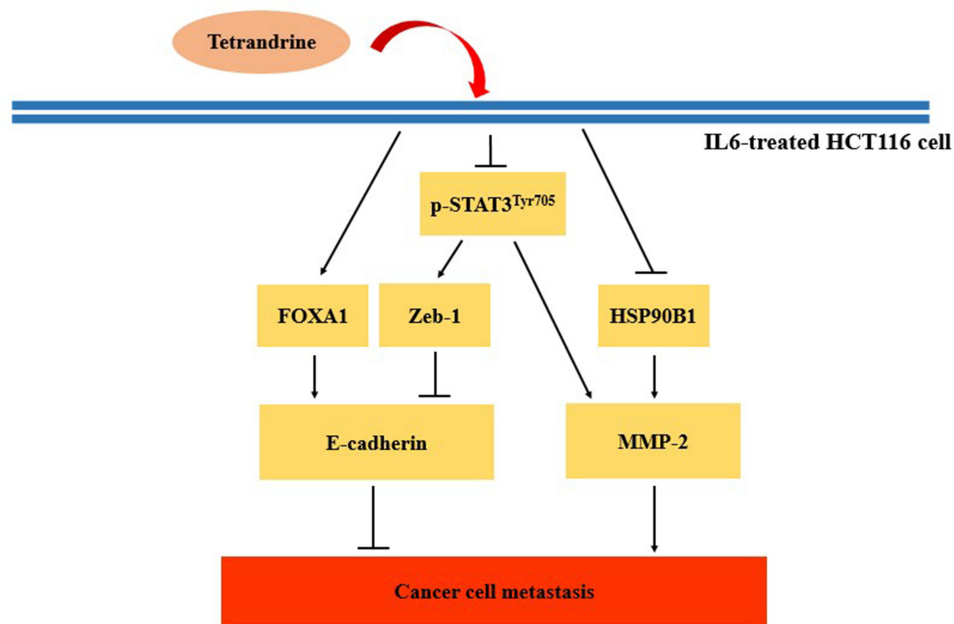 Tetrandrine
IL6-treated HCT116 cell
p-STAT3Tyr705
FOXA1
Zeb-1
HSP90B1
E-cadherin
MMP-2
Cancer cell metastasis